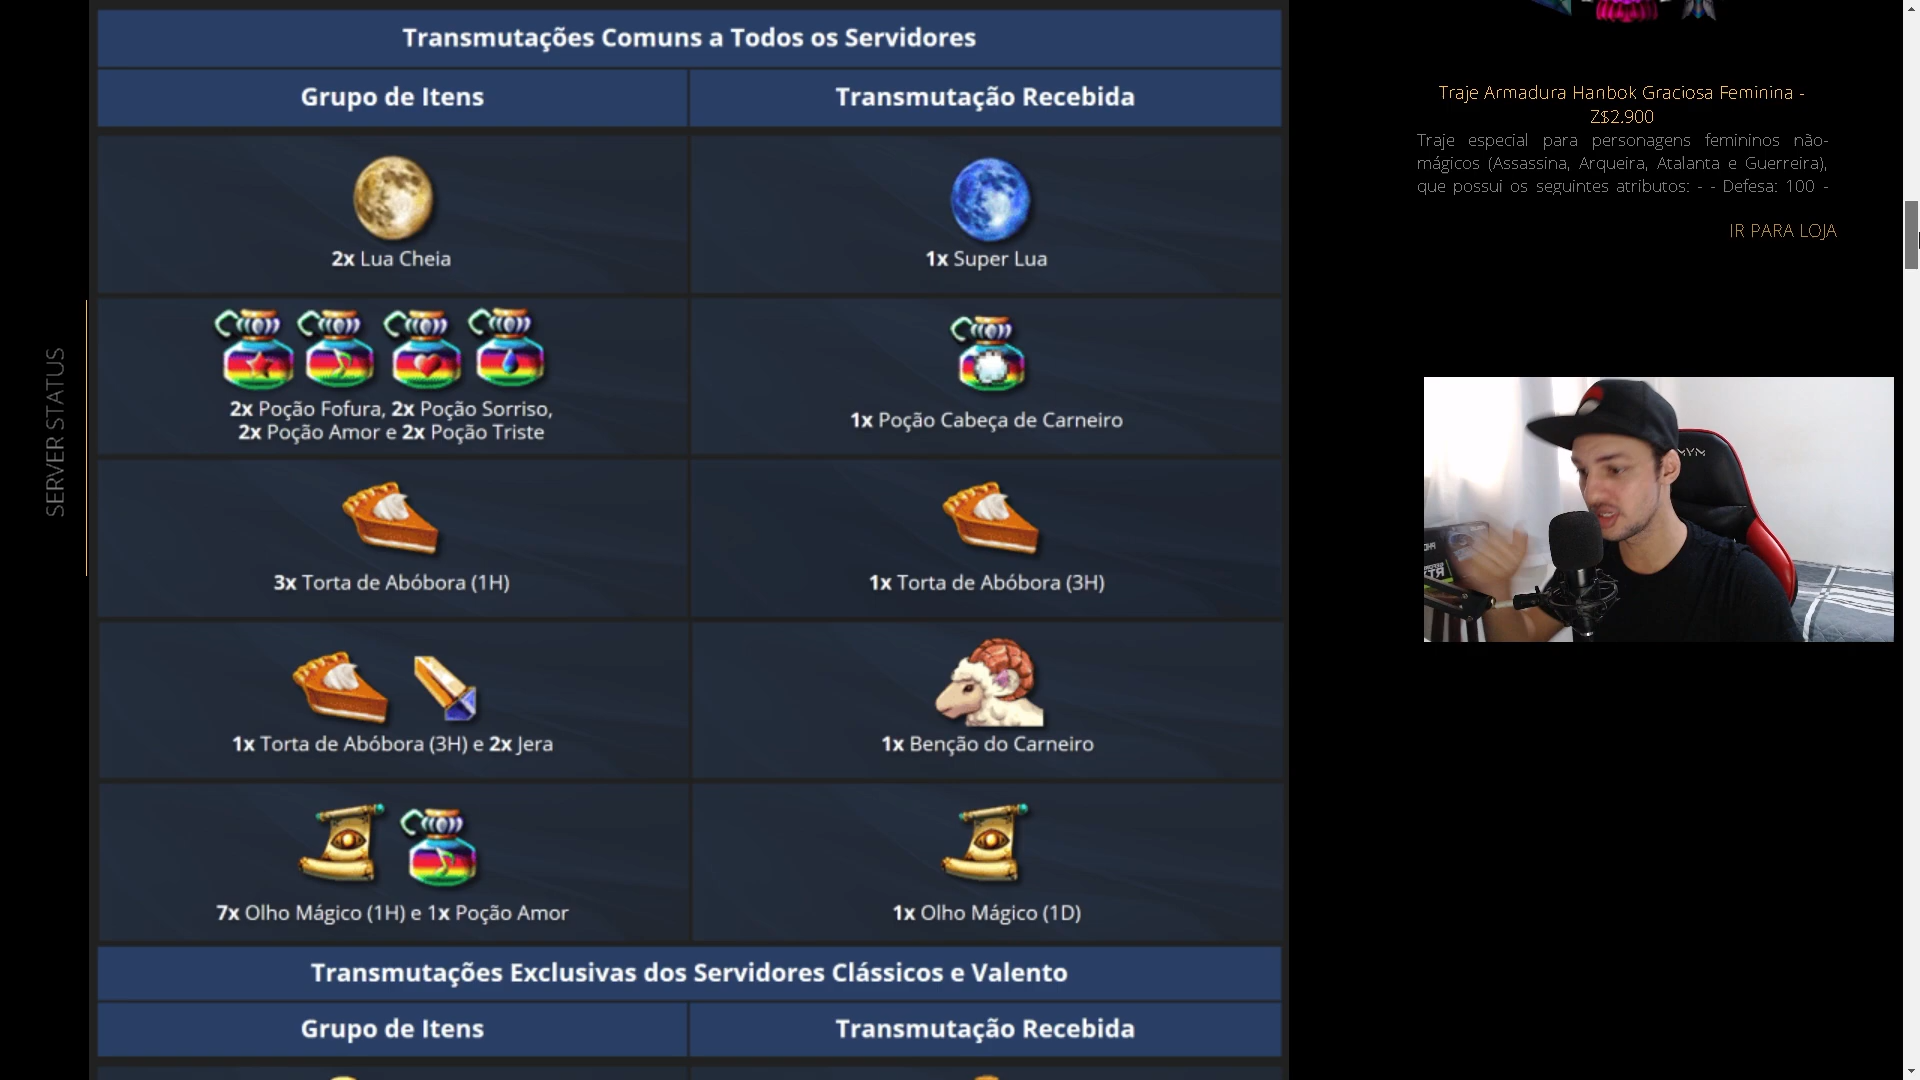 Transmutações Comuns a Todos os Servidores
Grupo de Itens
Transmutação Recebida
2x Lua Cheia
1x Super Lua
2x Poção Fofura, 2x Poção Sorriso,
2x Poção Amor e 2x Poção Triste
1x Poção Cabeça de Carneiro
3x Torta de Abóbora (1H)
1x Torta de Abóbora (3H)
1x Torta de Abóbora (3H) e 2x Jera
1x Benção do Carneiro
7x Olho Mágico (1H) e 1x Poção Amor
1x Olho Mágico (1D)
Transmutações Exclusivas dos Servidores Clássicos e Valento
Grupo de Itens
Transmutação Recebida
SERVER STATUS
Traje Armadura Hanbok Graciosa Feminina -
Z$2.900
Traje especial para personagens femininos não-
mágicos (Assassina, Arqueira, Atalanta e Guerreira),
que possui os seguintes atributos: - - Defesa: 100 -
IR PARA LOJA